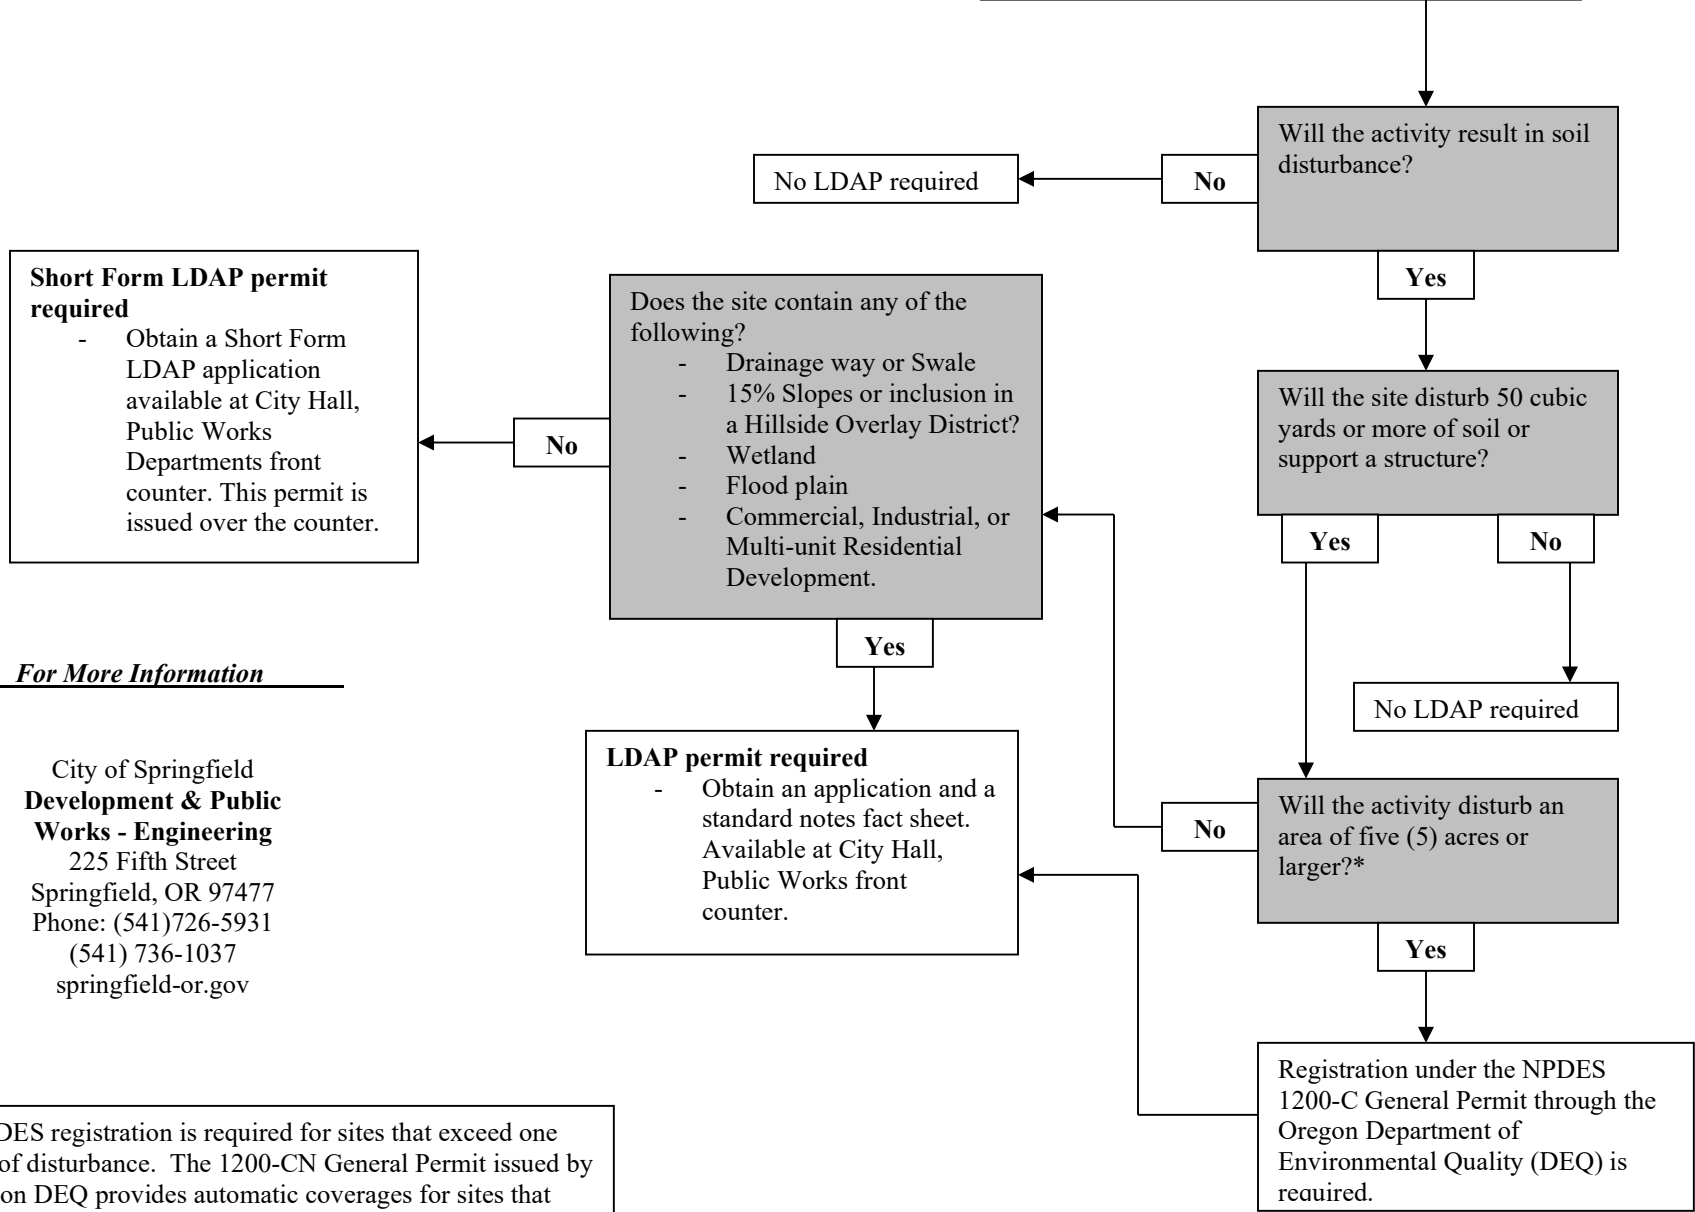 Will the activity result in soil
disturbance?
No
No LDAP required
Yes
Short Form LDAP permit
required
- Obtain a Short Form
LDAP application
available at City Hall,
Public Works
Departments front
counter. This permit is
issued over the counter.
No
Does the site contain any of the
following?
- Drainage way or Swale
- 15% Slopes or inclusion in
a Hillside Overlay District?
- Wetland
- Flood plain
- Commercial, Industrial, or
Multi-unit Residential
Development.
Yes
Will the site disturb 50 cubic
yards or more of soil or
support a structure?
Yes
No
No LDAP required
For More Information
City of Springfield
Development & Public
Works - Engineering
225 Fifth Street
Springfield, OR 97477
Phone: (541)726-5931
(541) 736-1037
springfield-or.gov
LDAP permit required
- Obtain an application and a
standard notes fact sheet.
Available at City Hall,
Public Works front
counter.
No
Will the activity disturb an
area of five (5) acres or
larger?*
Yes
Registration under the NPDES
1200-C General Permit through the
Oregon Department of
Environmental Quality (DEQ) is
required.
registration is required for sites that exceed one
of disturbance. The 1200-CN General Permit issued by
DEQ provides automatic coverages for sites that